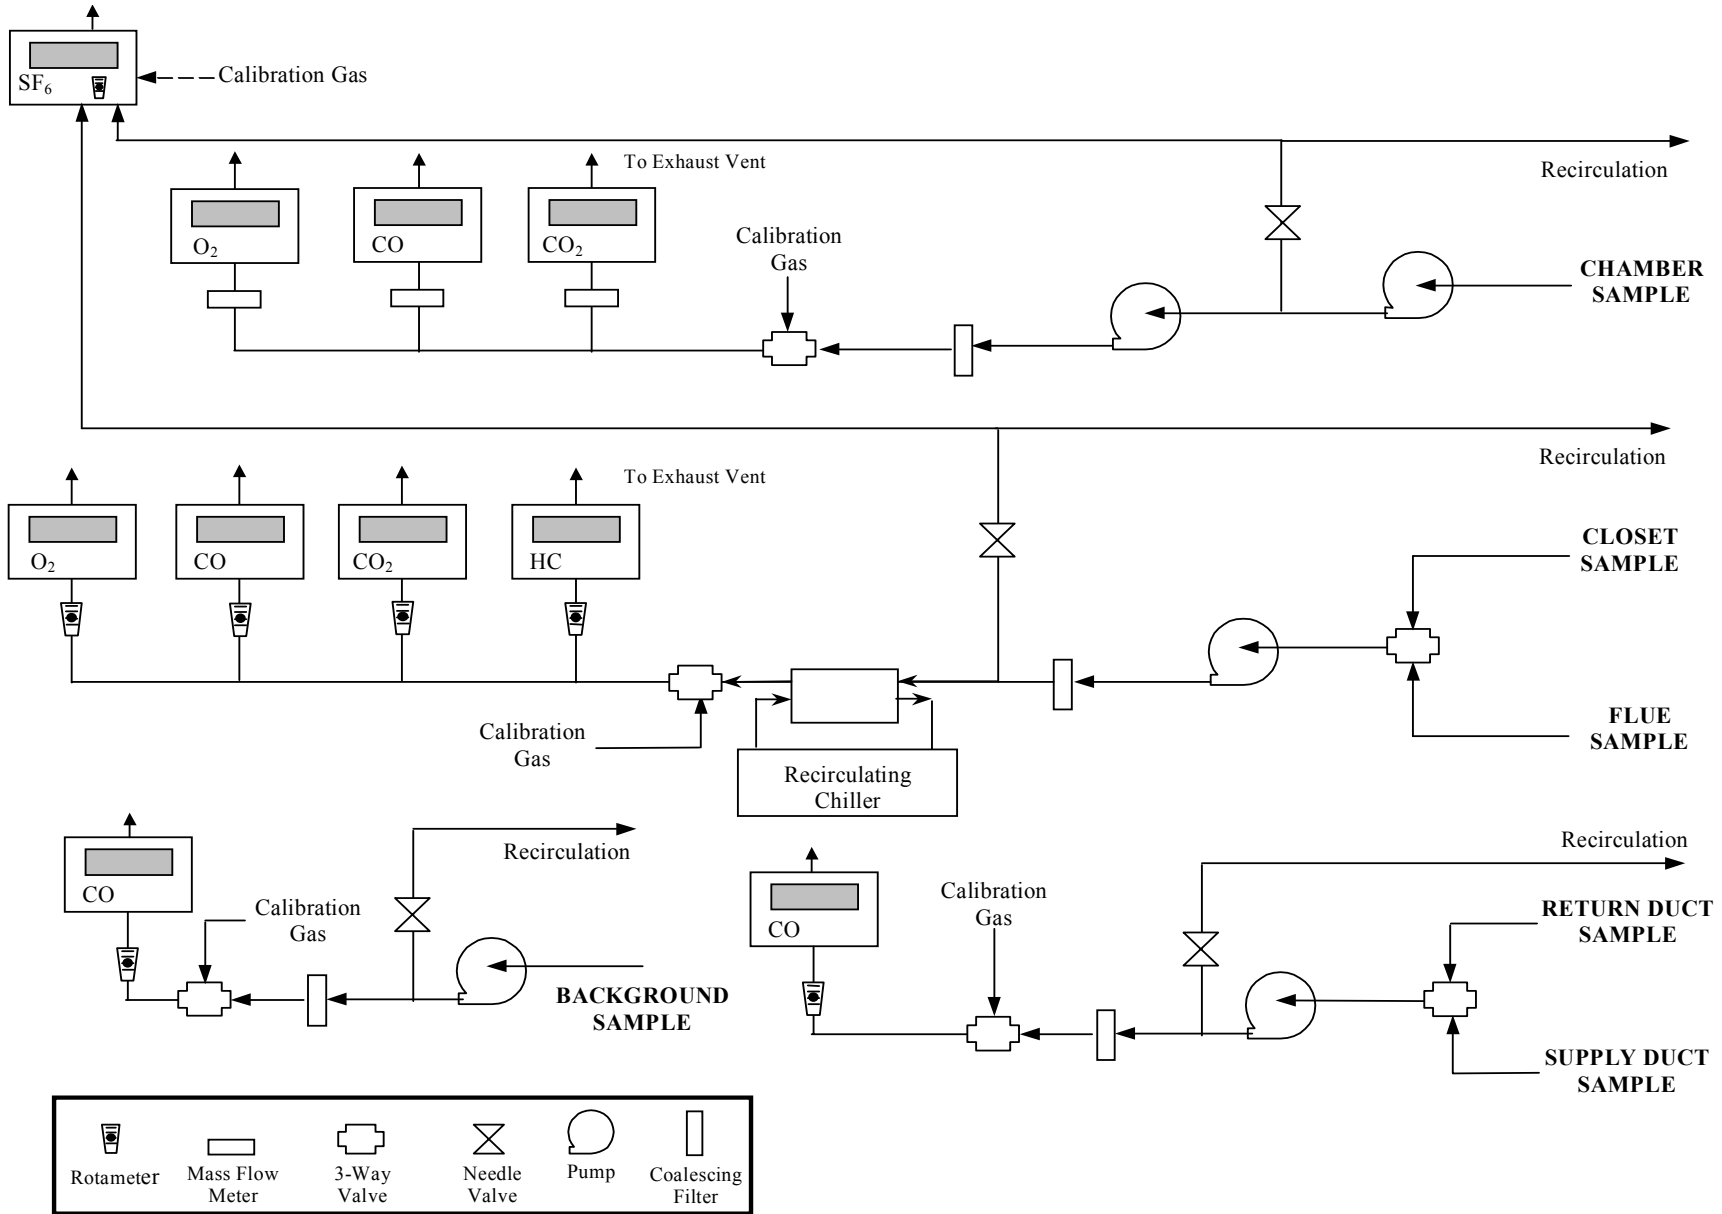 SF6
Calibration Gas
To Exhaust Vent
Recirculation
O2
CO
CO2
Calibration
Gas
CHAMBER
SAMPLE
Recirculation
To Exhaust Vent
O2
CO
CO2
HC
CLOSET
SAMPLE
Calibration
Gas
FLUE
SAMPLE
Recirculating
Chiller
CO
Recirculation
Calibration
Gas
BACKGROUND
SAMPLE
CO
Recirculation
Calibration
Gas
RETURN DUCT
SAMPLE
SUPPLY DUCT
SAMPLE
Rotameter
Mass Flow
Meter
3-Way
Valve
Needle
Valve
Pump
Coalescing
Filter